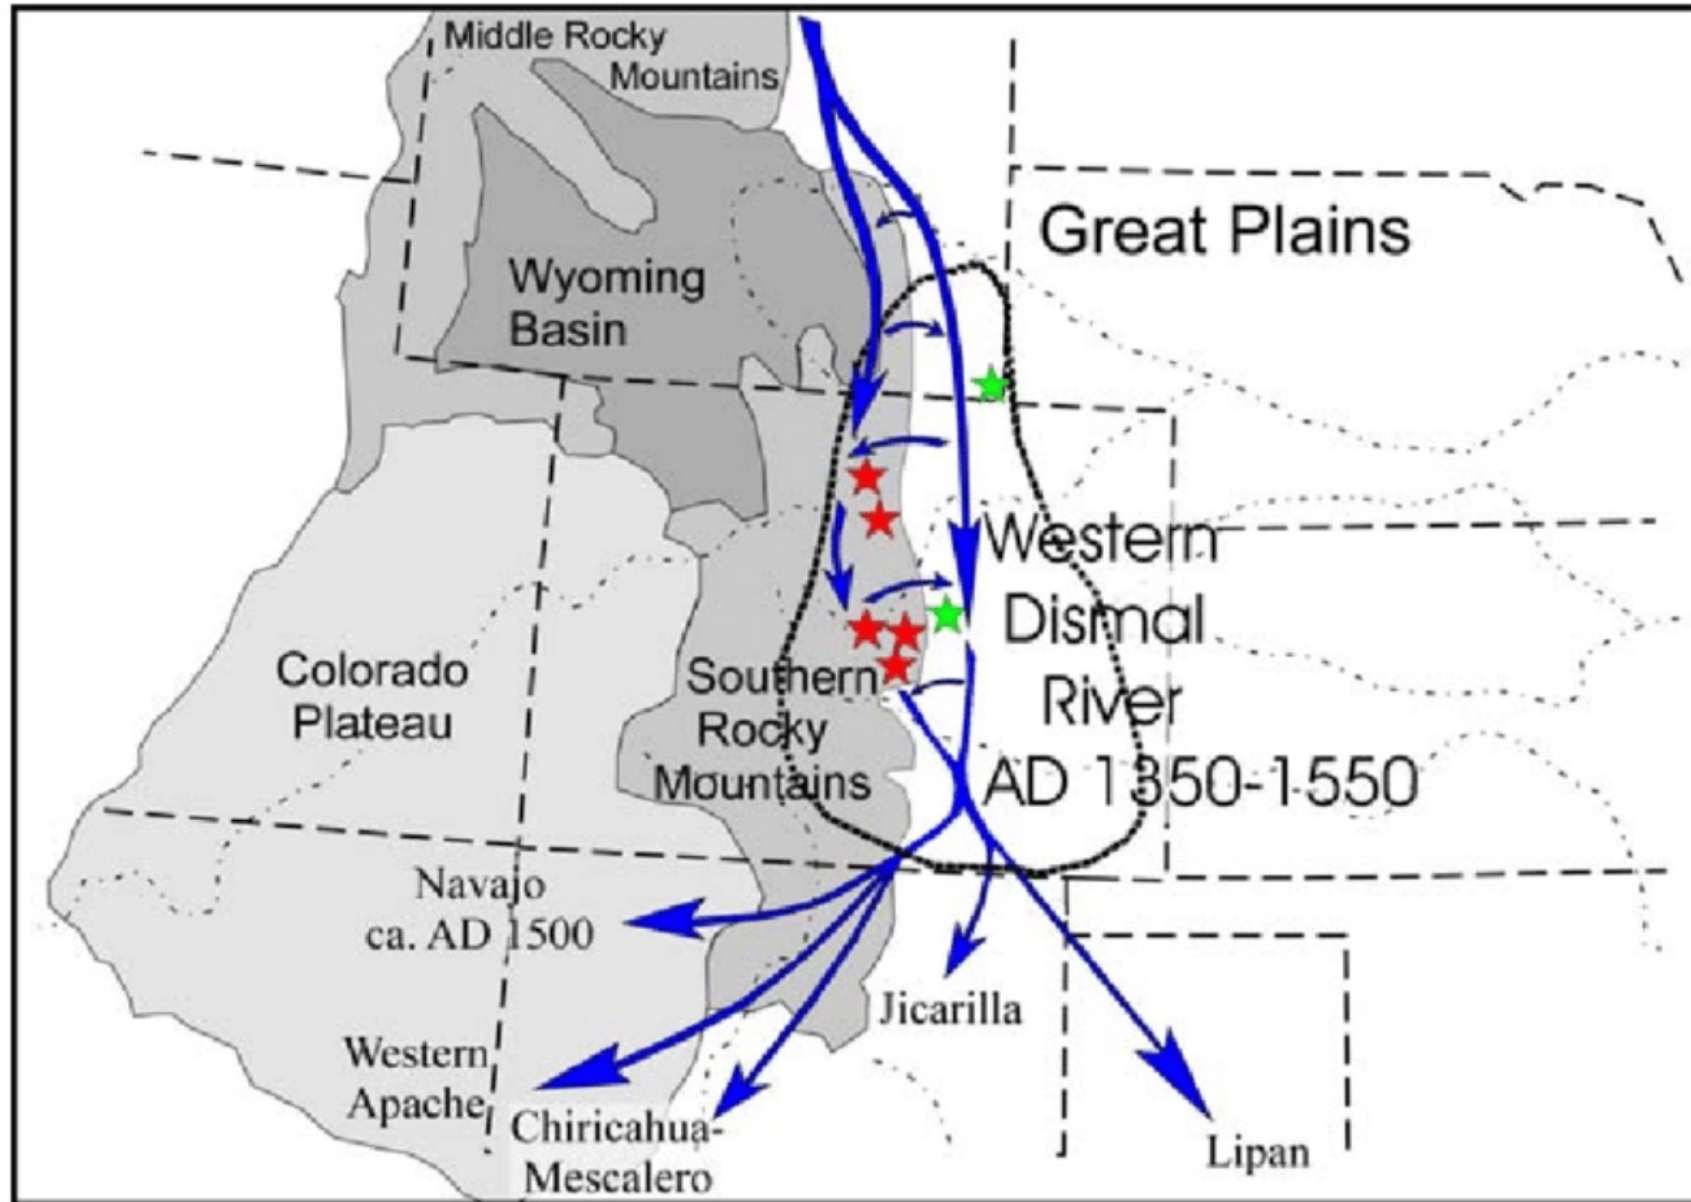 Middle Rocky
Mountains
Great Plains
Wyoming
Basin
Western
Dismal
River
AD 1350-1550
Colorado
Plateau
Southern
Rocky
Mountains
Navajo
ca. AD 1500
Jicarilla
Western
Apache
Chiricahua-
Mescalero
Lipan